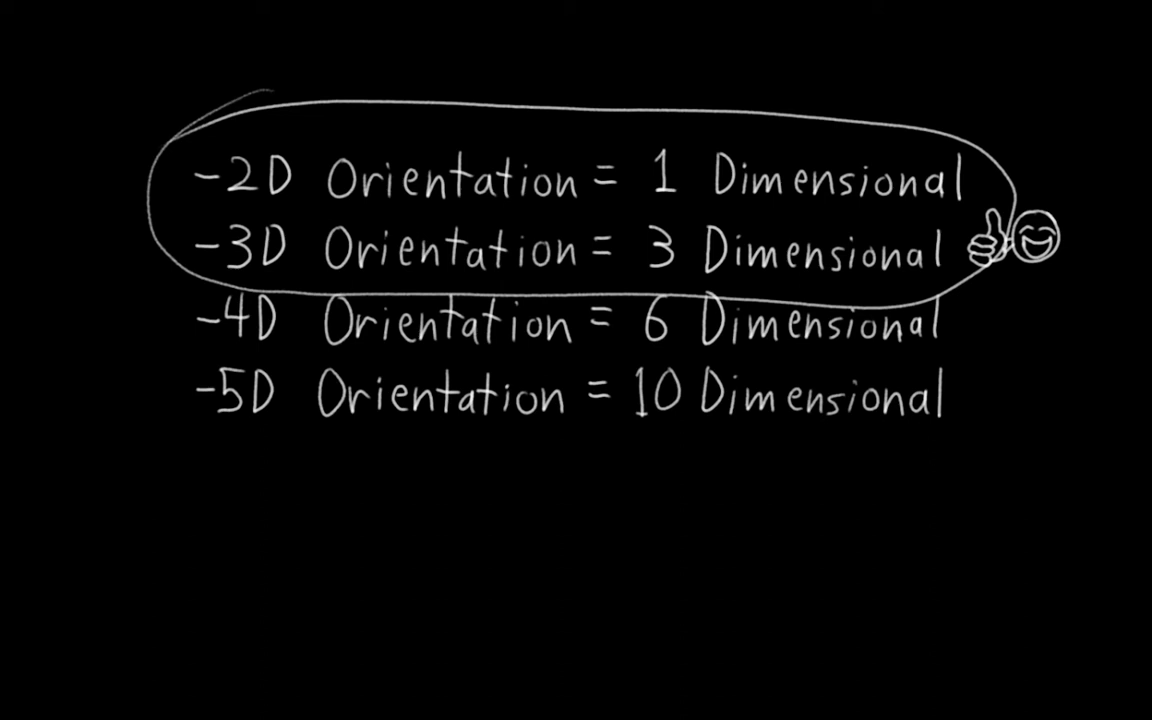 -2D Orientation = 1 Dimensional
-3D Orientation = 3 Dimensional
-4D Orientation = 6 Dimensional
-5D Orientation = 10 Dimensional